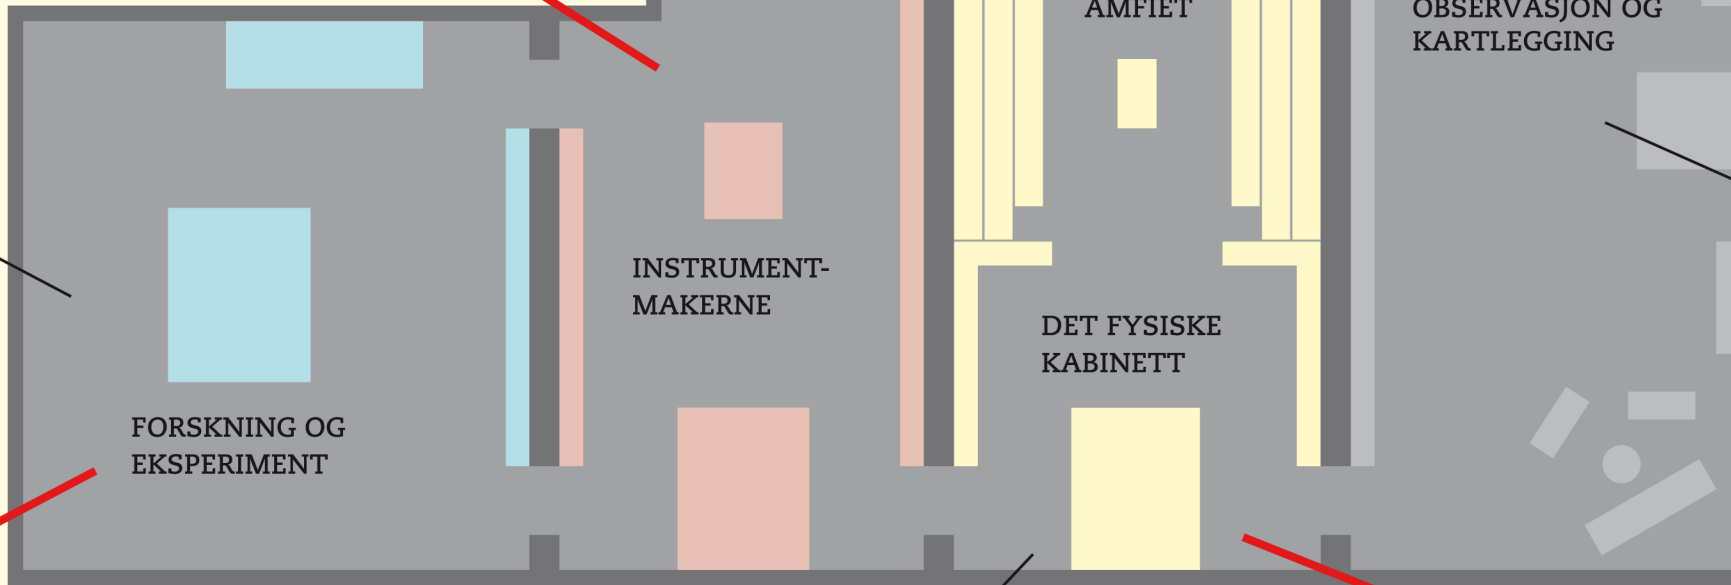 AMFIET
OBSERVASJON OG
KARTLEGGING
INSTRUMENT-
MAKERNE
DET FYSISKE
KABINETT
FORSKNING OG
EKSPERIMENT